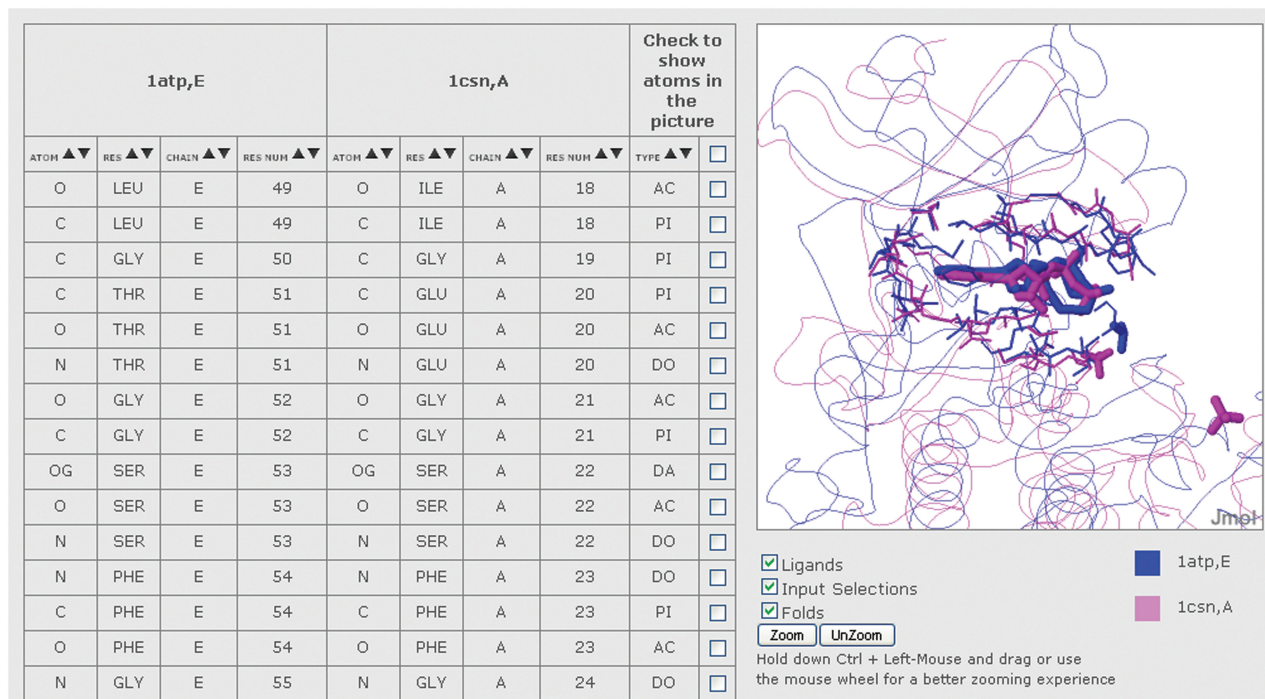 1atp,E 1csn,A Check to
show
atoms in
the
picture
ATOM ▲▼ RES ▲▼ CHAIN ▲▼ RES NUM ▲▼ ATOM ▲▼ RES ▲▼ CHAIN ▲▼ RES NUM ▲▼ TYPE ▲▼
O LEU E 49 O ILE A 18 AC
C LEU E 49 C ILE A 18 PI
C GLY E 50 C GLY A 19 PI
C THR E 51 C GLU A 20 PI
O THR E 51 O GLU A 20 AC
N THR E 51 N GLU A 20 DO
O GLY E 52 O GLY A 21 AC
C GLY E 52 C GLY A 21 PI
OG SER E 53 OG SER A 22 DA
O SER E 53 O SER A 22 AC
N SER E 53 N SER A 22 DO
N PHE E 54 N PHE A 23 DO
C PHE E 54 C PHE A 23 PI
O PHE E 54 O PHE A 23 AC
N GLY E 55 N GLY A 24 DO
Jmol
Ligands
Input Selections
Folds
Zoom UnZoom
Hold down Ctrl + Left-Mouse and drag or use
the mouse wheel for a better zooming experience
1atp,E
1csn,A